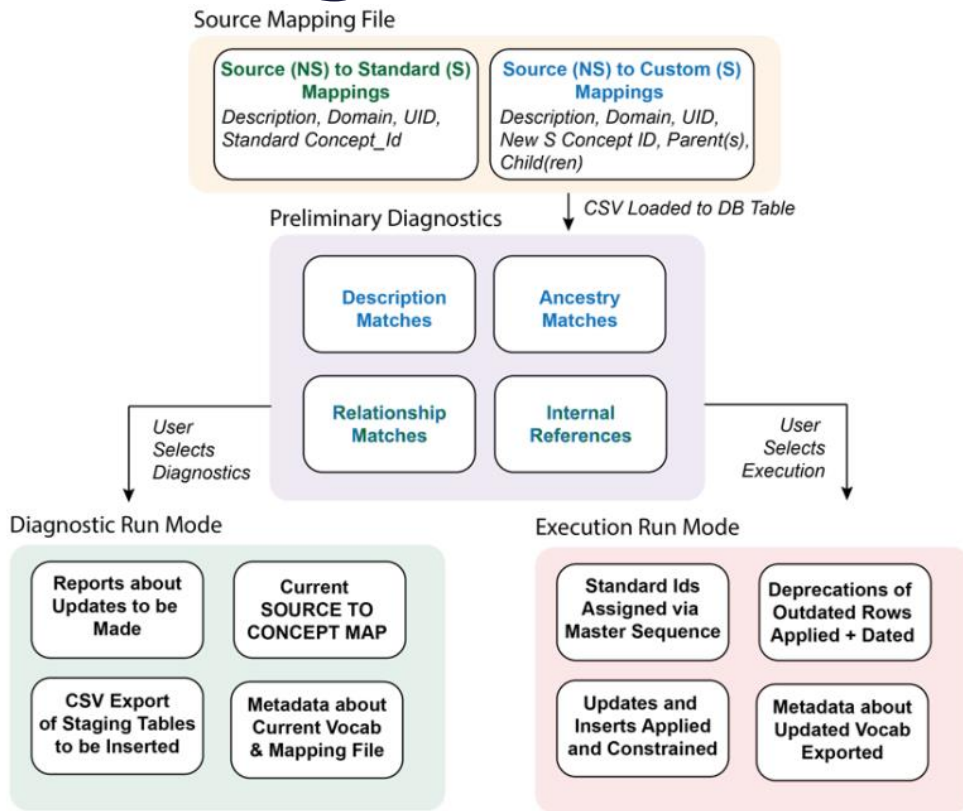 Source Mapping File
Source (NS) to Standard (S)
Mappings
Description, Domain, UID,
Standard Concept_Id
Source (NS) to Custom (S)
Mappings
Description, Domain, UID,
New S Concept ID, Parent(s),
Child(ren)
CSV Loaded to DB Table
Preliminary Diagnostics
Description
Matches
Ancestry
Matches
Relationship
Matches
Internal
References
User
Selects
Diagnostics
User
Selects
Execution
Diagnostic Run Mode
Reports about
Updates to be
Made
Current
SOURCE TO
CONCEPT MAP
CSV Export
of Staging Tables
to be Inserted
Metadata about
Current Vocab
& Mapping File
Execution Run Mode
Standard Ids
Assigned via
Master Sequence
Deprecations of
Outdated Rows
Applied + Dated
Updates and
Inserts Applied
and Constrained
Metadata about
Updated Vocab
Exported